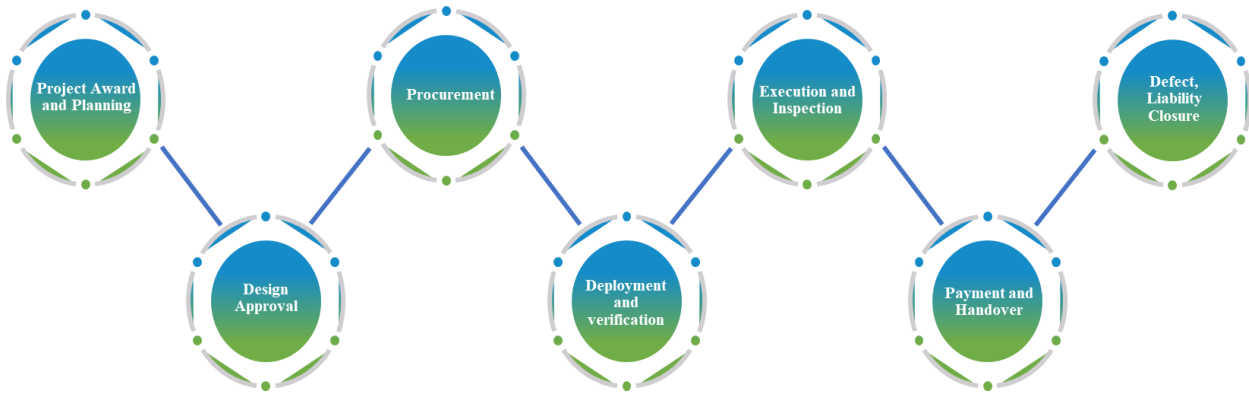 Project Award
and Planning
Design
Approval
Procurement
Deployment
and
verification
Execution and
Inspection
Payment and
Handover
Defect,
Liability
Closure